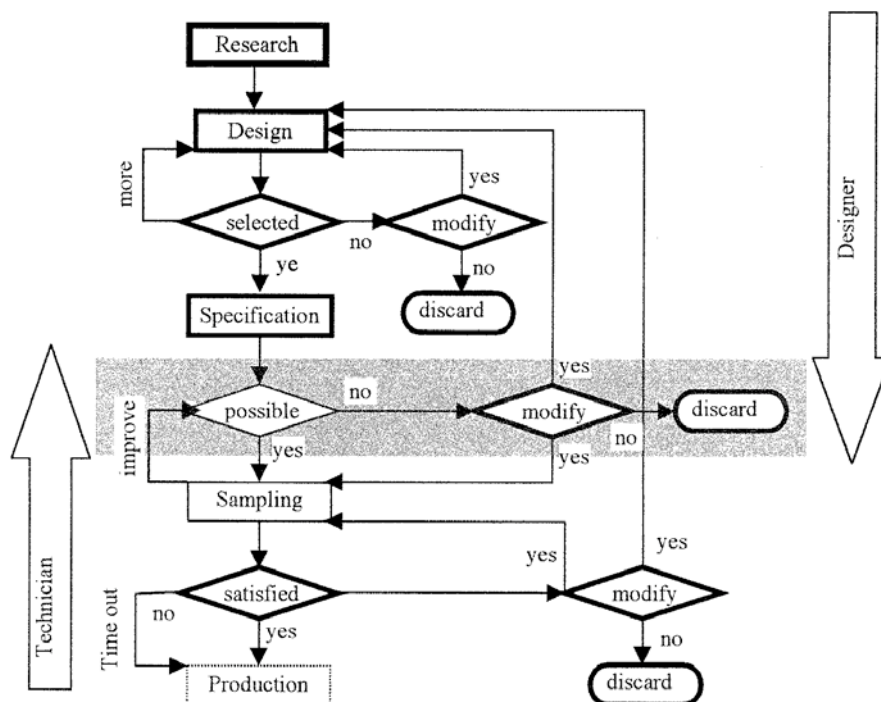 Research
Design
more
yes
selected
no
modify
ye
no
Specification
discard
Designer
yes
no
possible
modify
discard
improve
yes
no
yes
Sampling
yes
yes
Technician
Time out
no
satisfied
modify
yes
no
Production
discard